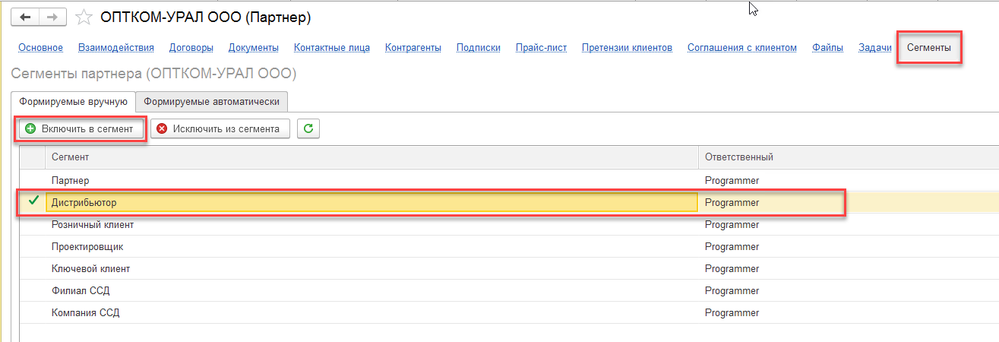 ОПТКОМ-УРАЛ ООО (Партнер)
Основное Взаимодействия Договоры Документы Контактные лица Контрагенты Подписки Прайс-лист Претензии клиентов Соглашения с клиентом Файлы Задачи Сегменты
Сегменты партнера (ОПТКОМ-УРАЛ ООО)
Формируемые вручную Формируемые автоматически
Включить в сегмент Исключить из сегмента
Сегмент Ответственный
Партнер Programmer
Дистрибьютор Programmer
Розничный клиент Programmer
Проектировщик Programmer
Ключевой клиент Programmer
Филиал ССД Programmer
Компания ССД Programmer